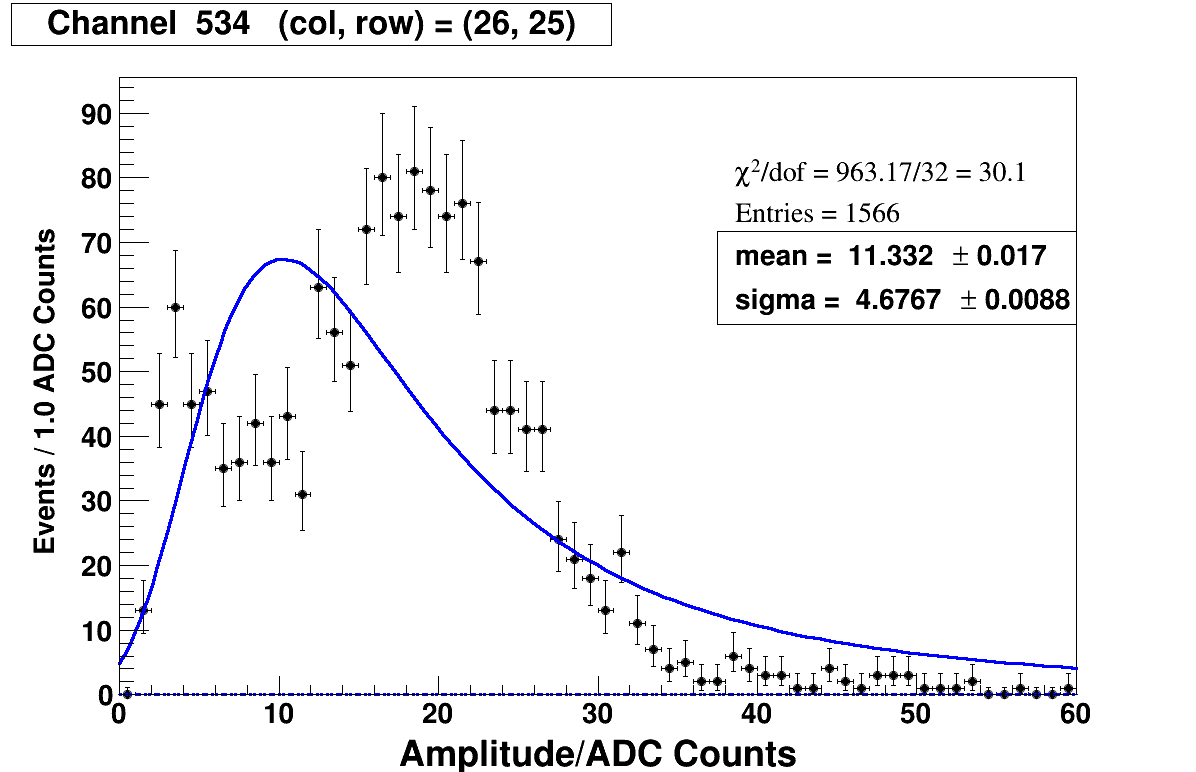 Channel 534 (col, row) = (26, 25)
χ²/dof = 963.17/32 = 30.1
Entries = 1566
mean = 11.332 ± 0.017
sigma = 4.6767 ± 0.0088
Events / 1.0 ADC Counts
90
80
70
60
50
40
30
20
10
0
0 10 20 30 40 50 60
Amplitude/ADC Counts